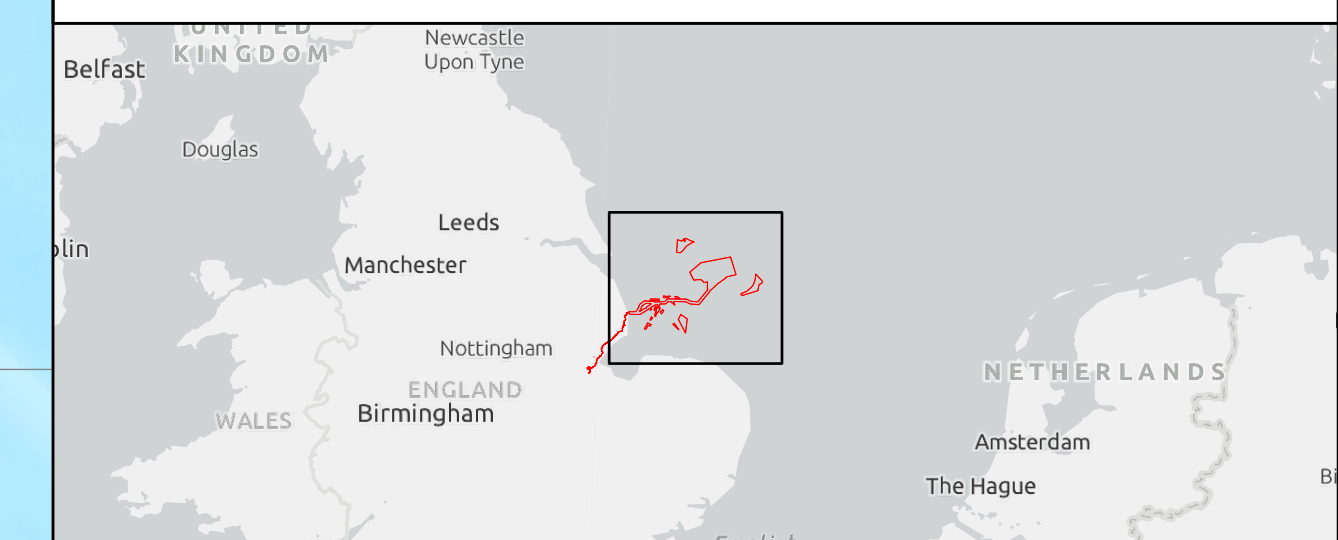 UNITED
KINGDOM
Newcastle
Upon Tyne
Belfast
Douglas
Leeds
Manchester
Nottingham
ENGLAND
Birmingham
WALES
NETHERLANDS
Amsterdam
The Hague